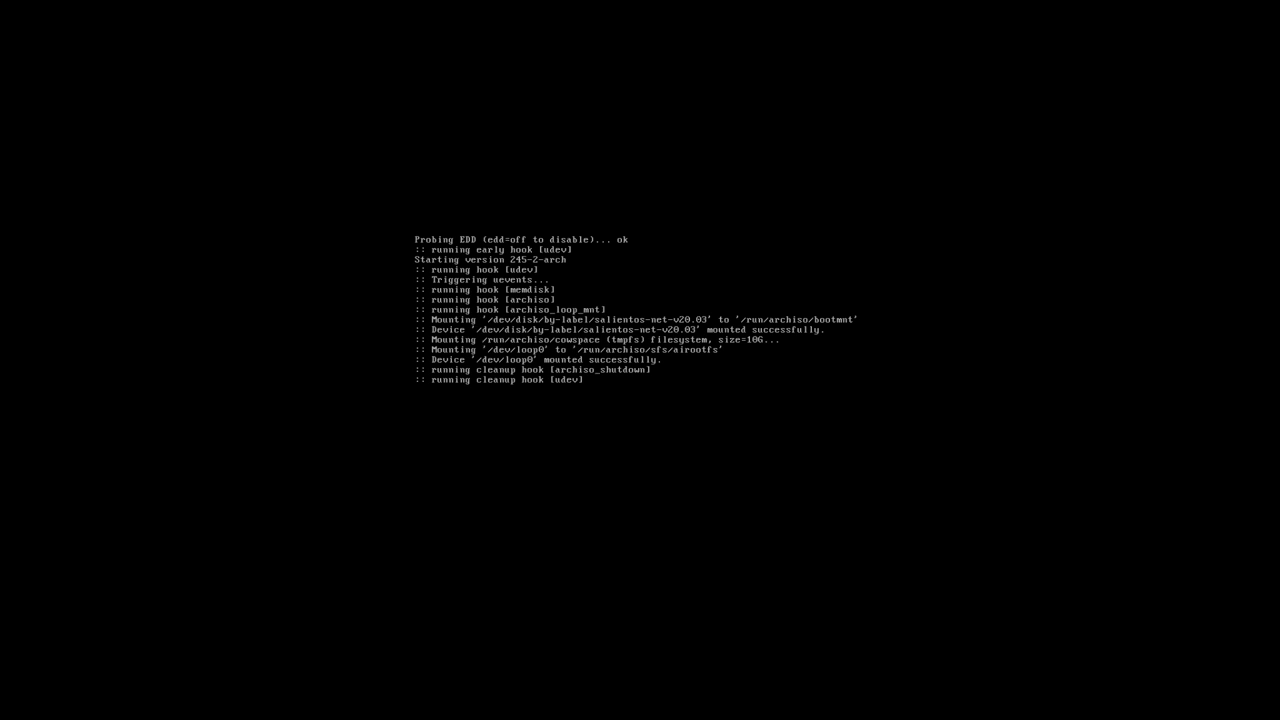 Probing EDD (edd=off to disable)... ok
:: running early hook [udev]
Starting version 245-2-arch
:: running hook [udev]
:: Triggering uevents...
:: running hook [memdisk]
:: running hook [archiso]
:: running hook [archiso_loop_mnt]
:: Mounting '/dev/disk/by-label/salientos-net-v20.03' to '/run/archiso/bootmnt'
:: Device '/dev/disk/by-label/salientos-net-v20.03' mounted successfully.
:: Mounting /run/archiso/cowspace (tmpfs) filesystem, size=10G...
:: Mounting '/dev/loop0' to '/run/archiso/sfs/airootfs'
:: Device '/dev/loop0' mounted successfully.
:: running cleanup hook [archiso_shutdown]
:: running cleanup hook [udev]